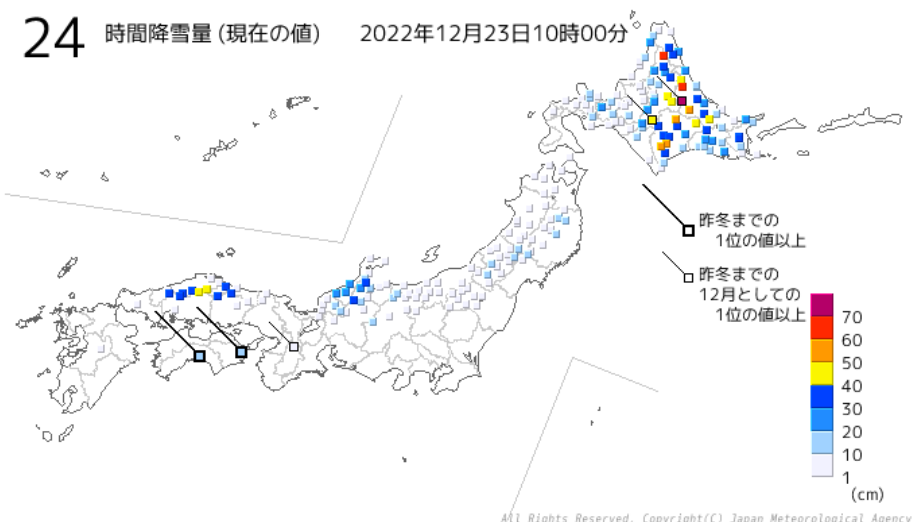 24 時間降雪量 (現在の値) 2022年12月23日10時00分
昨冬までの
1位の値以上
昨冬までの
12月としての
1位の値以上
70
60
50
40
30
20
10
1
(cm)
All Rights Reserved, Copyright(C) Japan Meteorological Agency